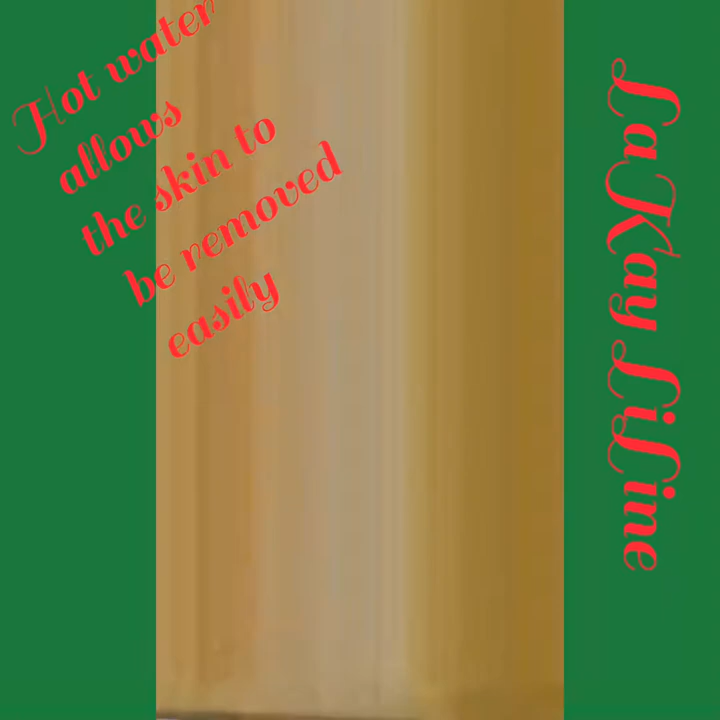 Hot water
allows
the skin to
be removed
easily
LaKay LiLine